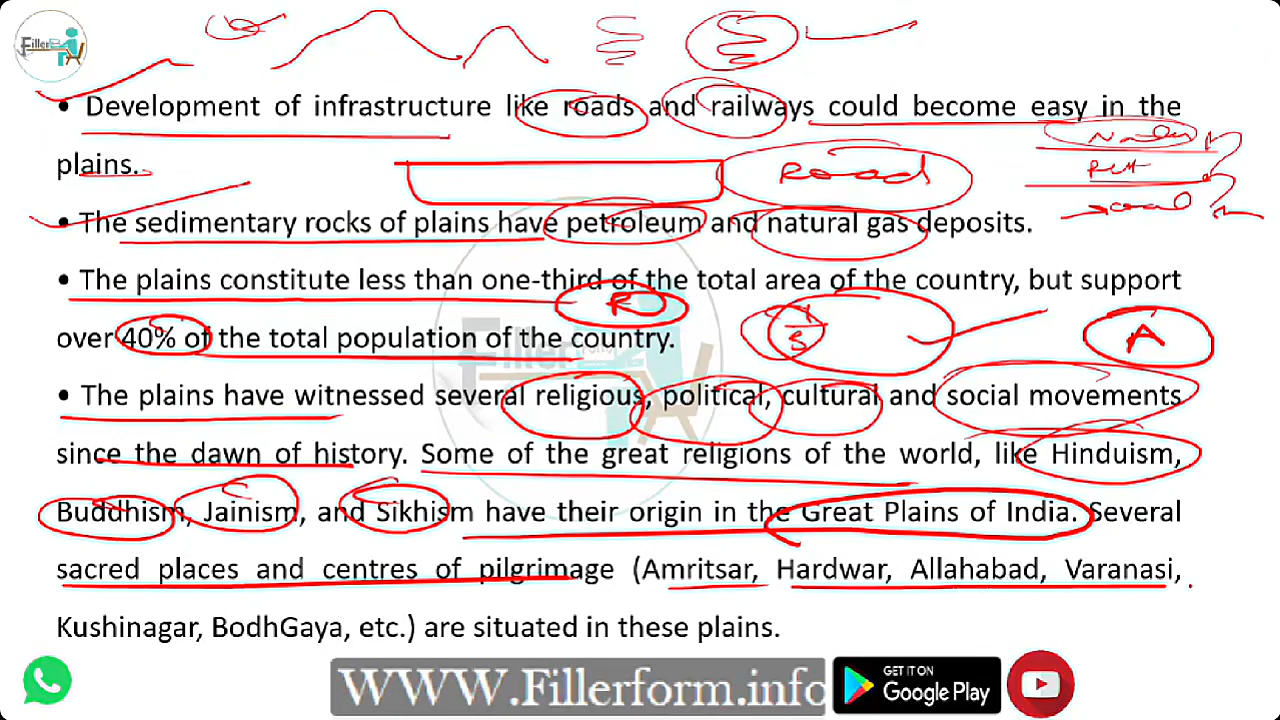 Filler
• Development of infrastructure like roads and railways could become easy in the
plains.
Road
• The sedimentary rocks of plains have petroleum and natural gas deposits.
• The plains constitute less than one-third of the total area of the country, but support
R
over 40% of the total population of the country.
1/3
A
• The plains have witnessed several religious, political, cultural and social movements
since the dawn of history. Some of the great religions of the world, like Hinduism,
Buddhism, Jainism, and Sikhism have their origin in the Great Plains of India. Several
sacred places and centres of pilgrimage (Amritsar, Hardwar, Allahabad, Varanasi,
Kushinagar, BodhGaya, etc.) are situated in these plains.
WWW.Fillerform.info
GET IT ON
Google Play